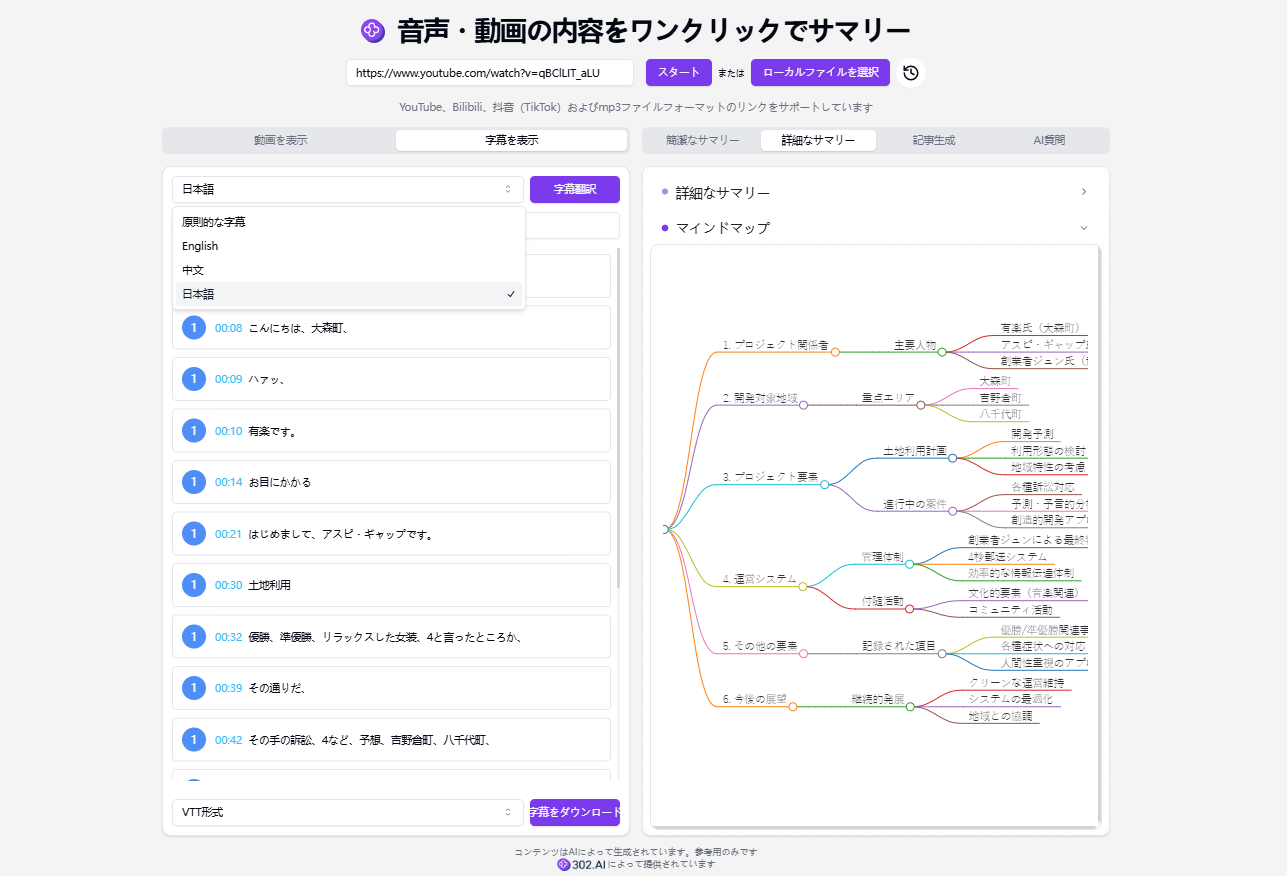 音声・動画の内容をワンクリックでサマリー
https://www.youtube.com/watch?v=qBClLIT_aLU
スタート
または
ローカルファイルを選択
YouTube、Bilibili、抖音（TikTok）およびmp3ファイルフォーマットのリンクをサポートしています
動画を表示
字幕を表示
日本語
字幕翻訳
原則的な字幕
English
中文
日本語
1 00:08 こんにちは、大森町、
1 00:09 ハァッ、
1 00:10 有楽です。
1 00:14 お目にかかる
1 00:21 はじめまして、アスピ・ギャップです。
1 00:30 土地利用
1 00:32 優勝、準優勝、リラックスした女装、4と言ったところか、
1 00:39 その通りだ、
1 00:42 その手の訴訟、4など、予想、吉野倉町、八千代町、
VTT形式
字幕をダウンロード
簡潔なサマリー
詳細なサマリー
記事生成
AI質問
詳細なサマリー
マインドマップ
1. プロジェクト関係者
主要人物
有楽氏（大森町）
アスピ・ギャップ
創業者ジュン氏（
2. 開発対象地域
重点エリア
大森町
吉野倉町
八千代町
3. プロジェクト要素
土地利用計画
開発予測
利用形態の検討
地域特性の考慮
進行中の案件
各種訴訟対応
予測・予言的分
創造的開発アプ
4. 運営システム
管理体制
創業者ジュンによる最終
4秒郵送システム
効率的な情報伝達体制
付随活動
文化的要素（音楽関連）
コミュニティ活動
5. その他の要素
記録された項目
優勝/準優勝関連事
各種症状への対応
人間性重視のアプ
6. 今後の展望
継続的発展
クリーンな運営維持
システムの最適化
地域との協調
コンテンツはAIによって生成されています。参考用のみです
302.AI によって提供されています